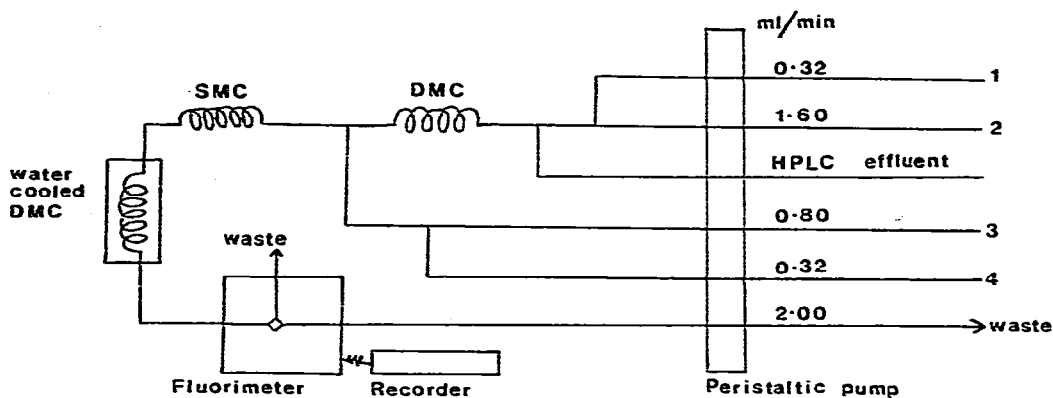 ml/min
0·32
1
SMC
DMC
1·60
2
HPLC effluent
water
cooled
DMC
0·80
3
waste
0·32
4
2·00
waste
Fluorimeter
Recorder
Peristaltic pump